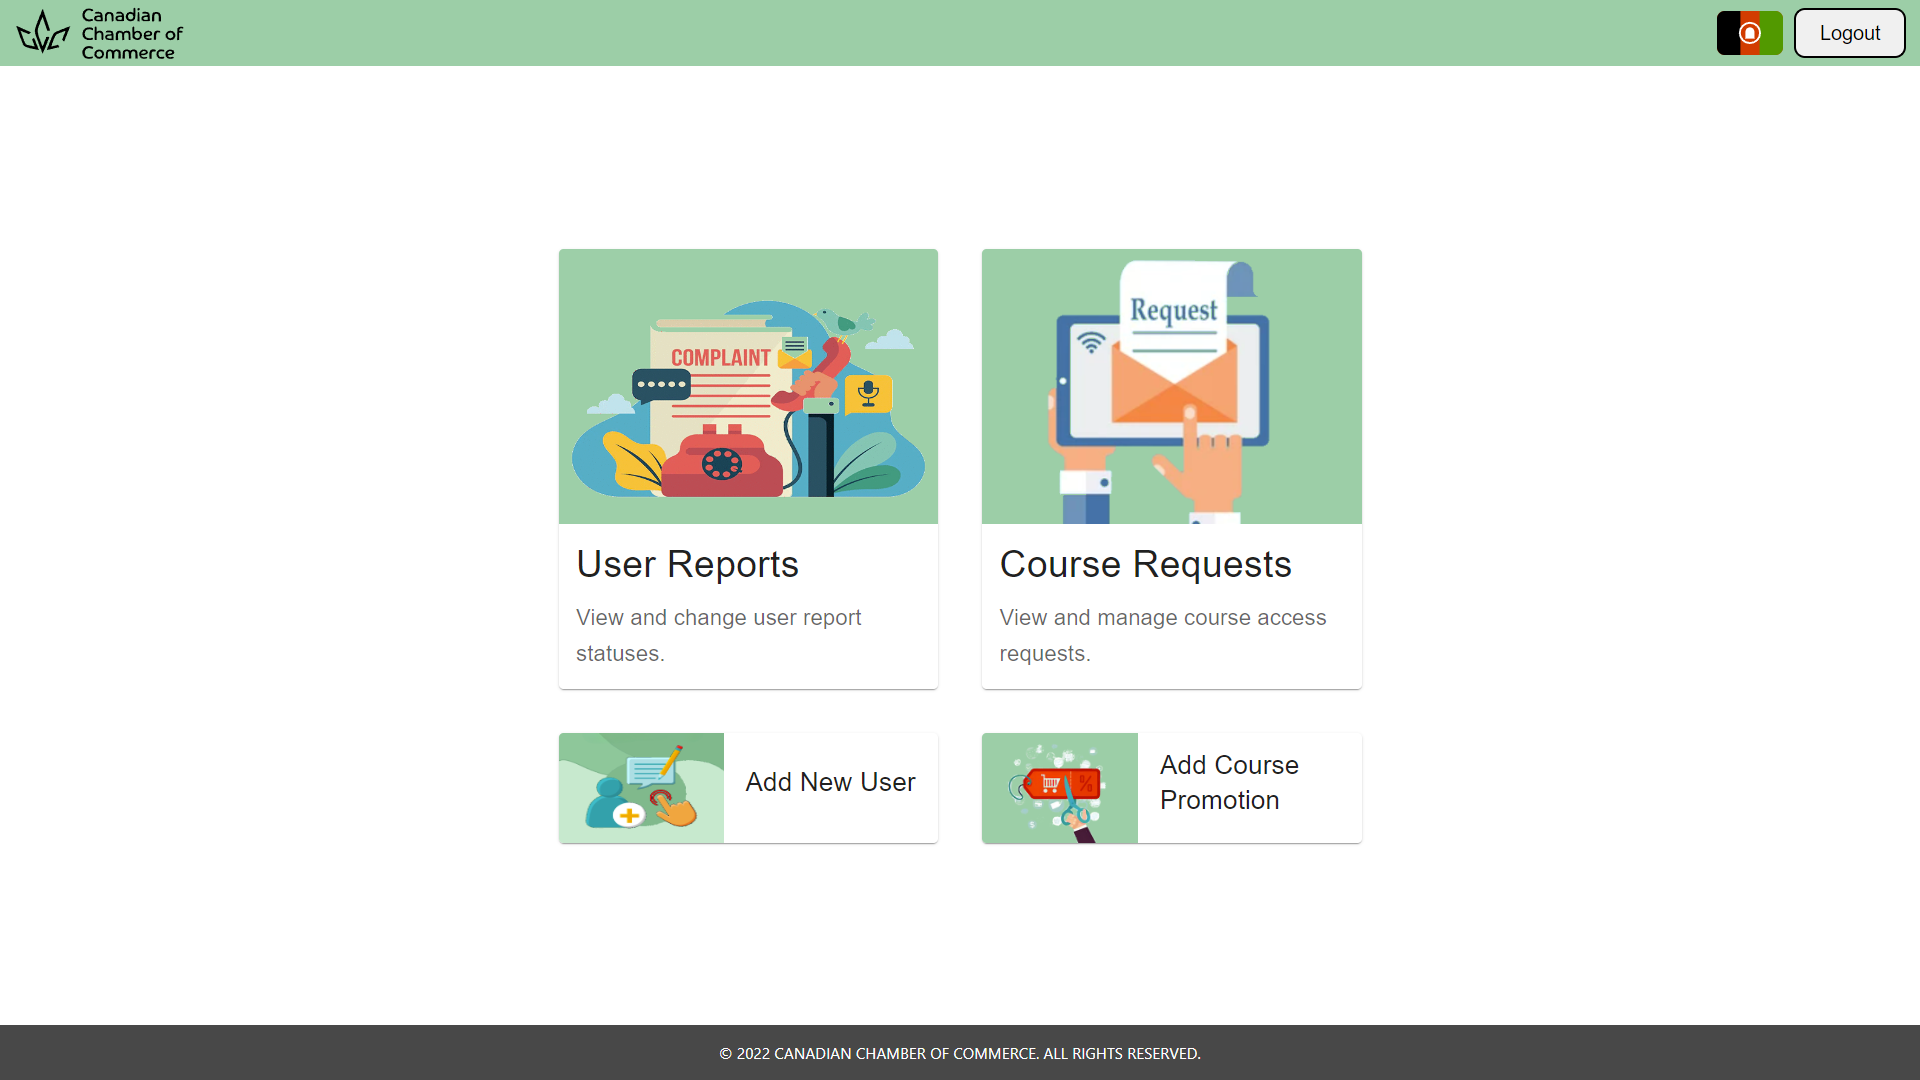 Canadian
Chamber of
Commerce
Logout
COMPLAINT
Request
User Reports
View and change user report
statuses.
Course Requests
View and manage course access
requests.
Add New User
%
Add Course
Promotion
© 2022 CANADIAN CHAMBER OF COMMERCE. ALL RIGHTS RESERVED.